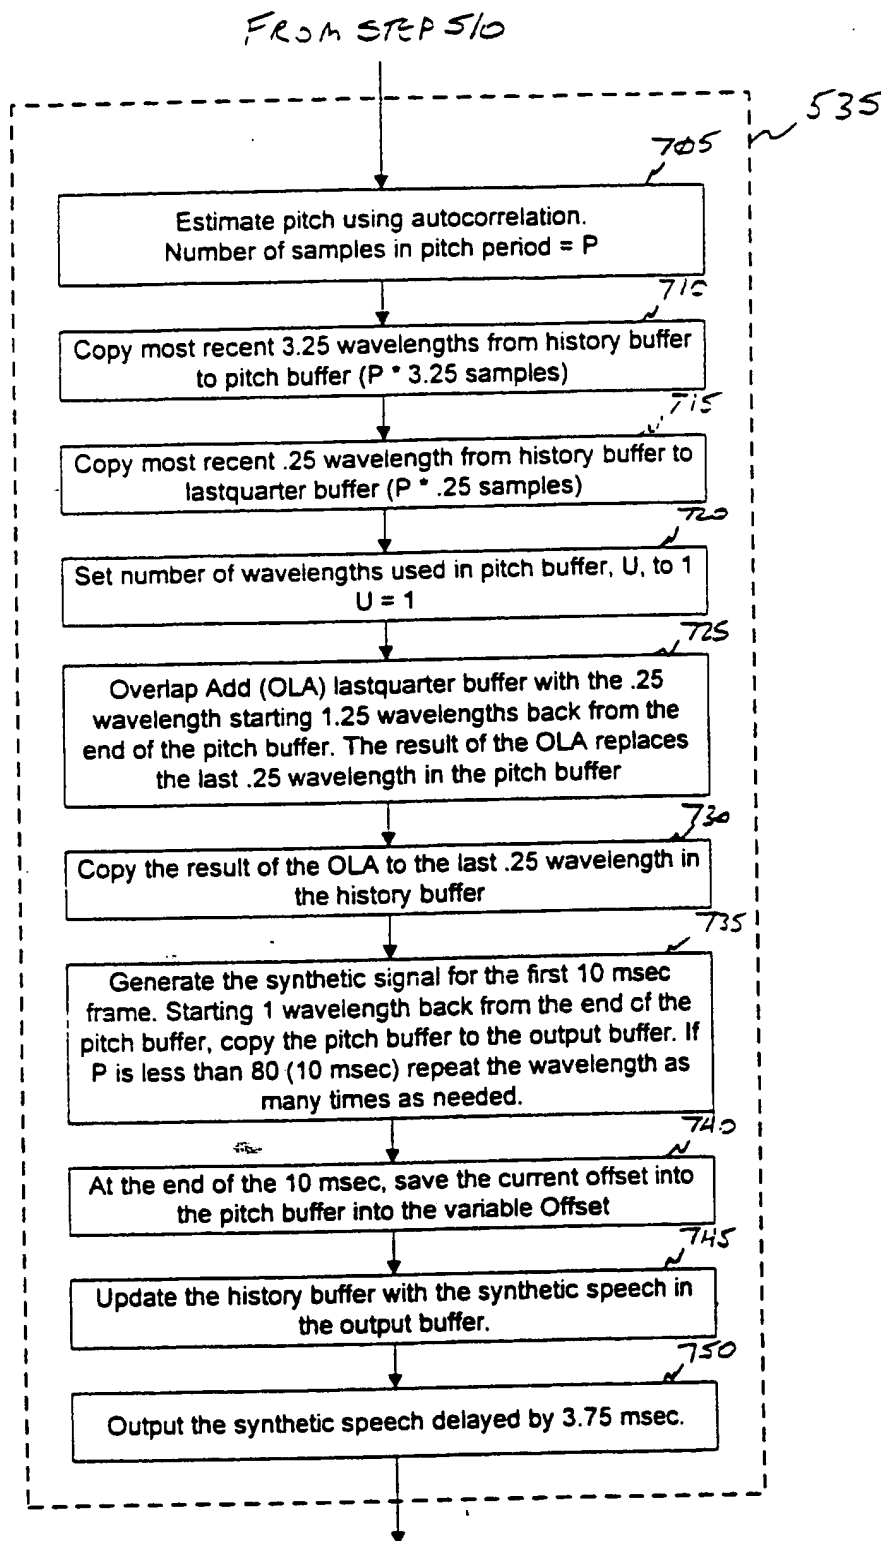 FROM STEP 510
535
705
Estimate pitch using autocorrelation.
Number of samples in pitch period = P
710
Copy most recent 3.25 wavelengths from history buffer
to pitch buffer (P * 3.25 samples)
715
Copy most recent .25 wavelength from history buffer to
lastquarter buffer (P * .25 samples)
720
Set number of wavelengths used in pitch buffer, U, to 1
U = 1
725
Overlap Add (OLA) lastquarter buffer with the .25
wavelength starting 1.25 wavelengths back from the
end of the pitch buffer. The result of the OLA replaces
the last .25 wavelength in the pitch buffer
730
Copy the result of the OLA to the last .25 wavelength in
the history buffer
735
Generate the synthetic signal for the first 10 msec
frame. Starting 1 wavelength back from the end of the
pitch buffer, copy the pitch buffer to the output buffer. If
P is less than 80 (10 msec) repeat the wavelength as
many times as needed.
740
At the end of the 10 msec, save the current offset into
the pitch buffer into the variable Offset
745
Update the history buffer with the synthetic speech in
the output buffer.
750
Output the synthetic speech delayed by 3.75 msec.